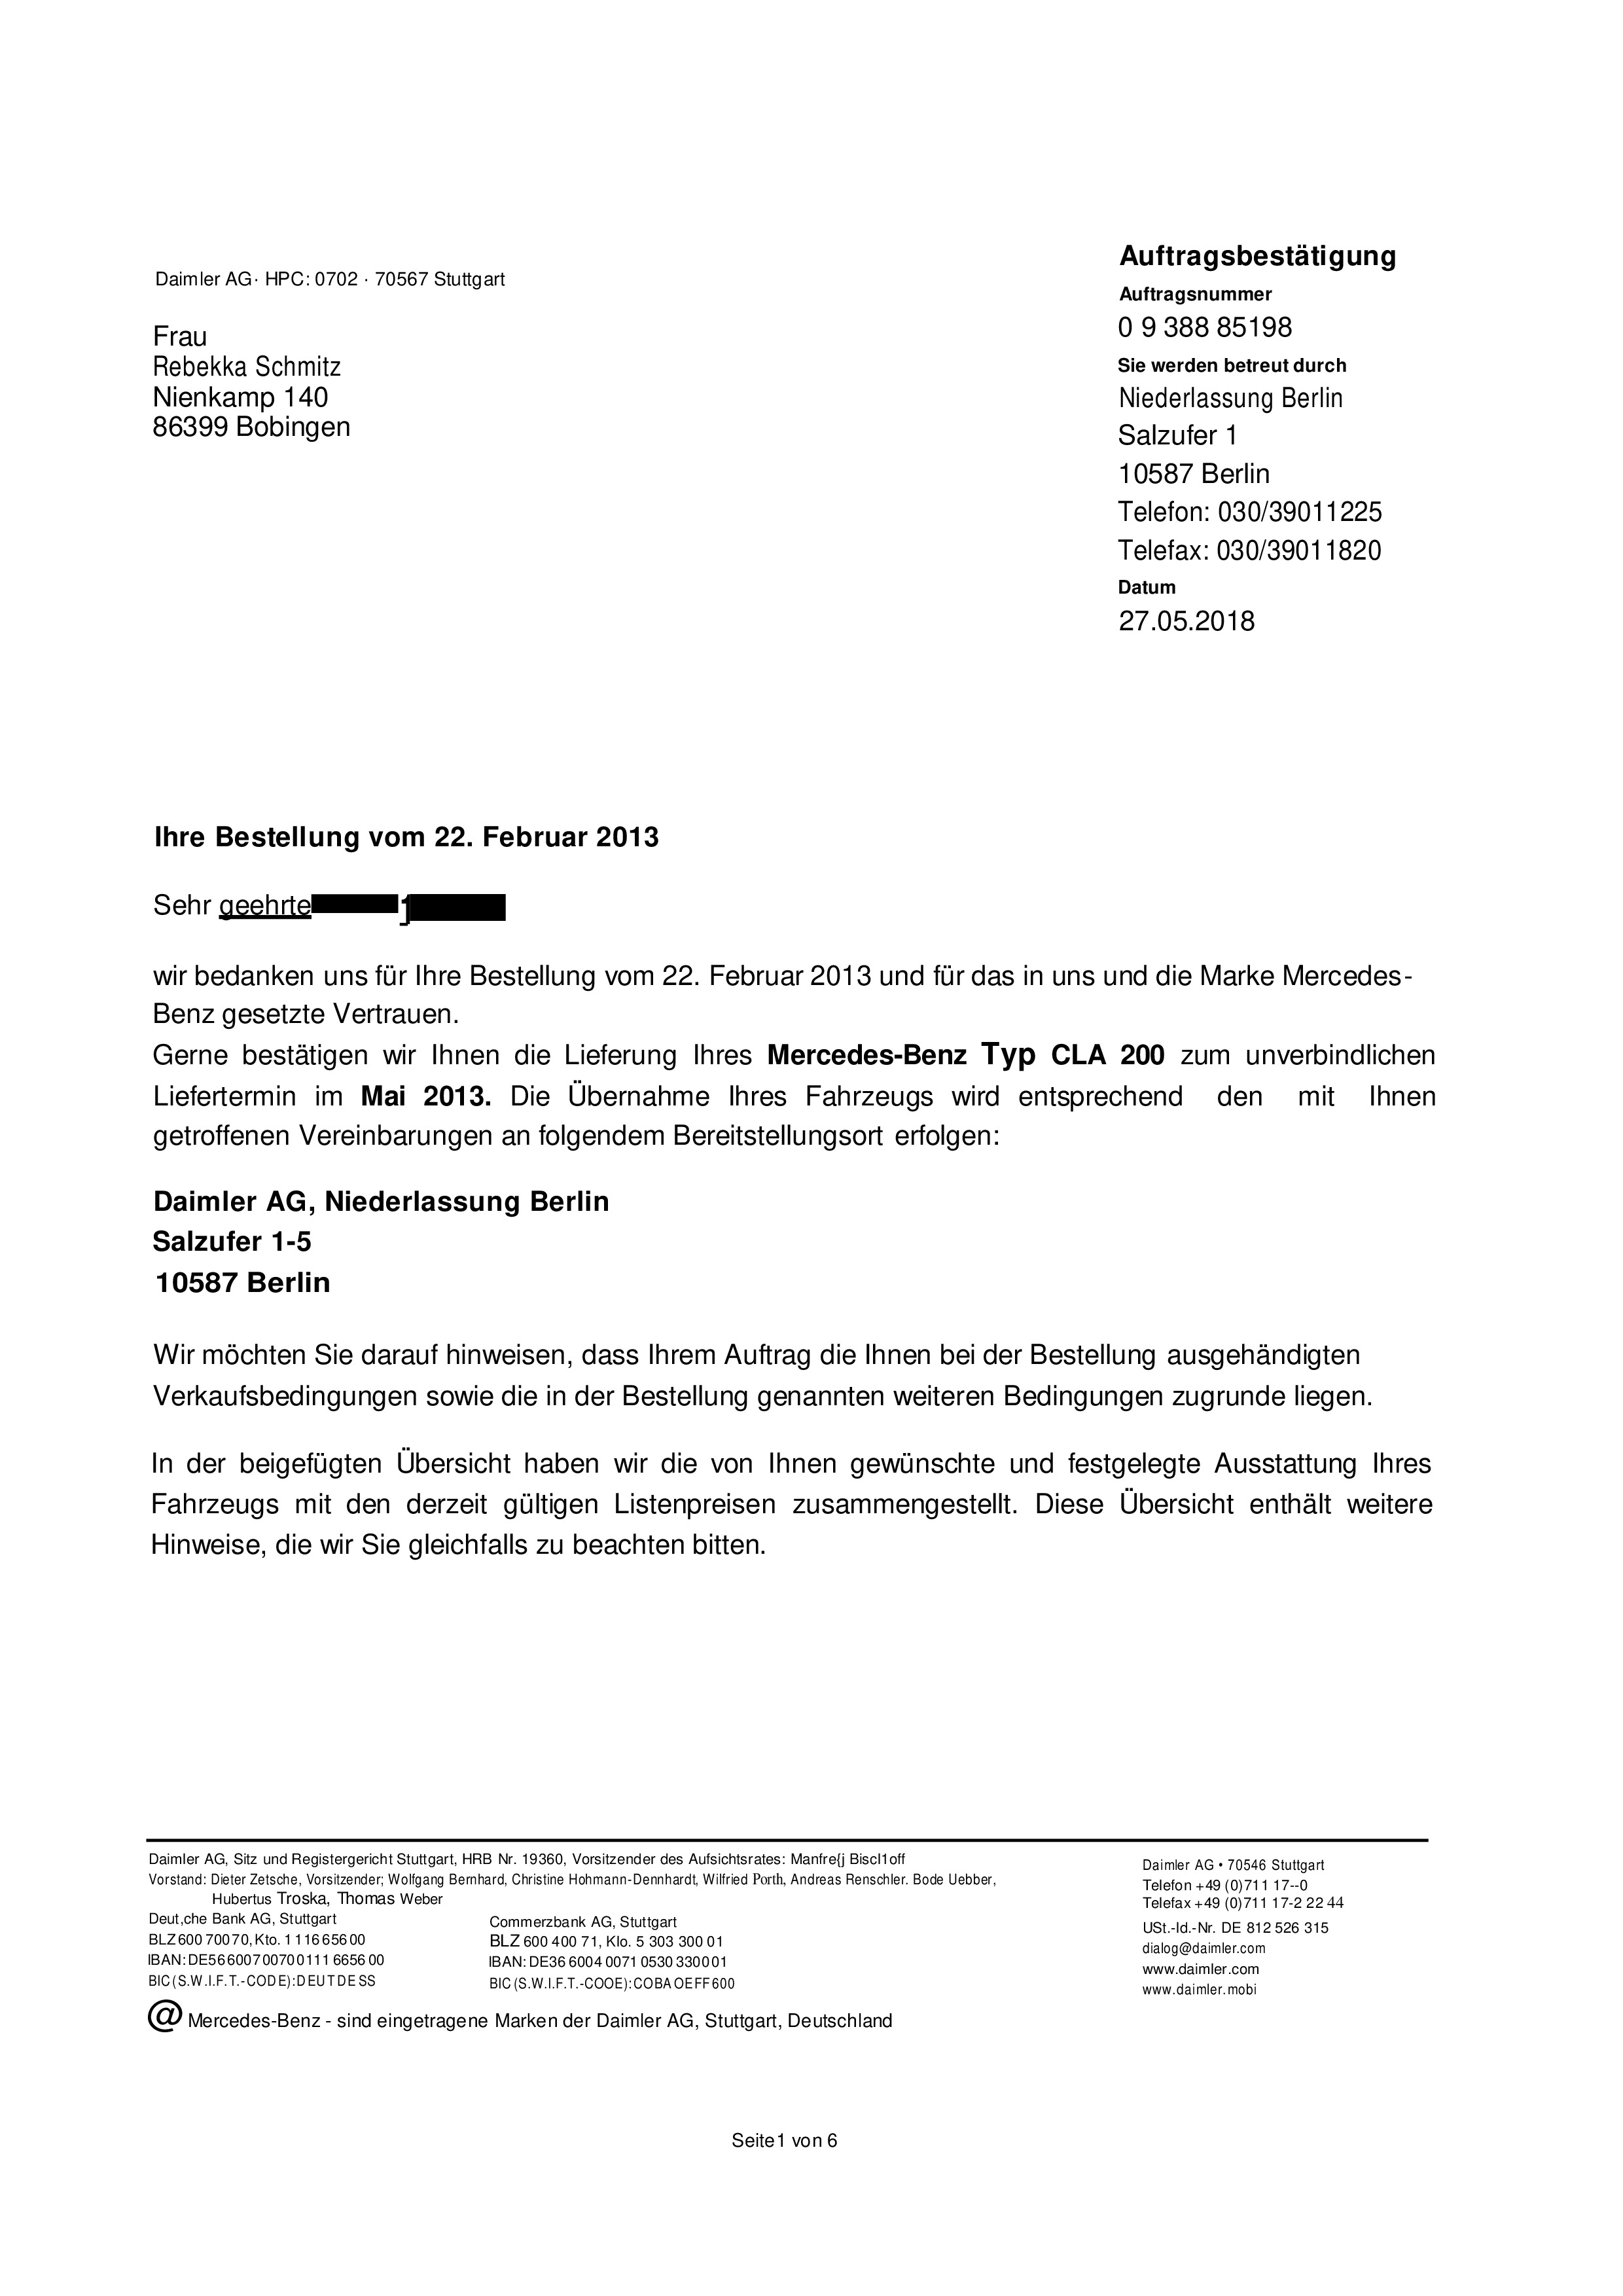 Daimler AG· HPC: 0702 · 70567 Stuttgart
Frau
Rebekka Schmitz
Nienkamp 140
86399 Bobingen
Auftragsbestätigung
Auftragsnummer
0 9 388 85198
Sie werden betreut durch
Niederlassung Berlin
Salzufer 1
10587 Berlin
Telefon: 030/39011225
Telefax: 030/39011820
Datum
27.05.2018
Ihre Bestellung vom 22. Februar 2013
Sehr geehrte
wir bedanken uns für Ihre Bestellung vom 22. Februar 2013 und für das in uns und die Marke Mercedes-
Benz gesetzte Vertrauen.
Gerne bestätigen wir Ihnen die Lieferung Ihres Mercedes-Benz Typ CLA 200 zum unverbindlichen
Liefertermin im Mai 2013. Die Übernahme Ihres Fahrzeugs wird entsprechend den mit Ihnen
getroffenen Vereinbarungen an folgendem Bereitstellungsort erfolgen:
Daimler AG, Niederlassung Berlin
Salzufer 1-5
10587 Berlin
Wir möchten Sie darauf hinweisen, dass Ihrem Auftrag die Ihnen bei der Bestellung ausgehändigten
Verkaufsbedingungen sowie die in der Bestellung genannten weiteren Bedingungen zugrunde liegen.
In der beigefügten Übersicht haben wir die von Ihnen gewünschte und festgelegte Ausstattung Ihres
Fahrzeugs mit den derzeit gültigen Listenpreisen zusammengestellt. Diese Übersicht enthält weitere
Hinweise, die wir Sie gleichfalls zu beachten bitten.
Daimler AG, Sitz und Registergericht Stuttgart, HRB Nr. 19360, Vorsitzender des Aufsichtsrates: Manfre{j Biscl1off
Vorstand: Dieter Zetsche, Vorsitzender; Wolfgang Bernhard, Christine Hohmann-Dennhardt, Wilfried Porth, Andreas Renschler. Bode Uebber,
Hubertus Troska, Thomas Weber
Deut,che Bank AG, Stuttgart
BLZ 600 700 70, Kto. 1 1 16 656 00
IBAN: DE56 6007 0070 0111 6656 00
BIC (S.W.I.F.T.-CODE): DEUTDESS
Commerzbank AG, Stuttgart
BLZ 600 400 71, Klo. 5 303 300 01
IBAN: DE36 6004 0071 0530 3300 01
BIC (S.W.I.F.T.-COOE): COBA OE FF 600
Daimler AG • 70546 Stuttgart
Telefon +49 (0)711 17--0
Telefax +49 (0)711 17-2 22 44
USt.-Id.-Nr. DE 812 526 315
dialog@daimler.com
www.daimler.com
www.daimler.mobi
@ Mercedes-Benz - sind eingetragene Marken der Daimler AG, Stuttgart, Deutschland
Seite1 von 6